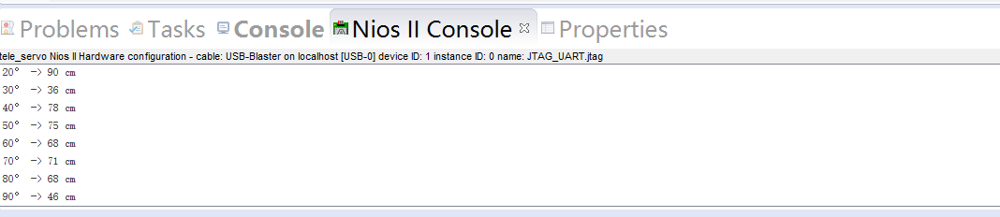 Problems Tasks Console Nios II Console Properties
tele_servo Nios II Hardware configuration - cable: USB-Blaster on localhost [USB-0] device ID: 1 instance ID: 0 name: JTAG_UART.jtag
20° -> 90 cm
30° -> 36 cm
40° -> 78 cm
50° -> 75 cm
60° -> 68 cm
70° -> 71 cm
80° -> 68 cm
90° -> 46 cm